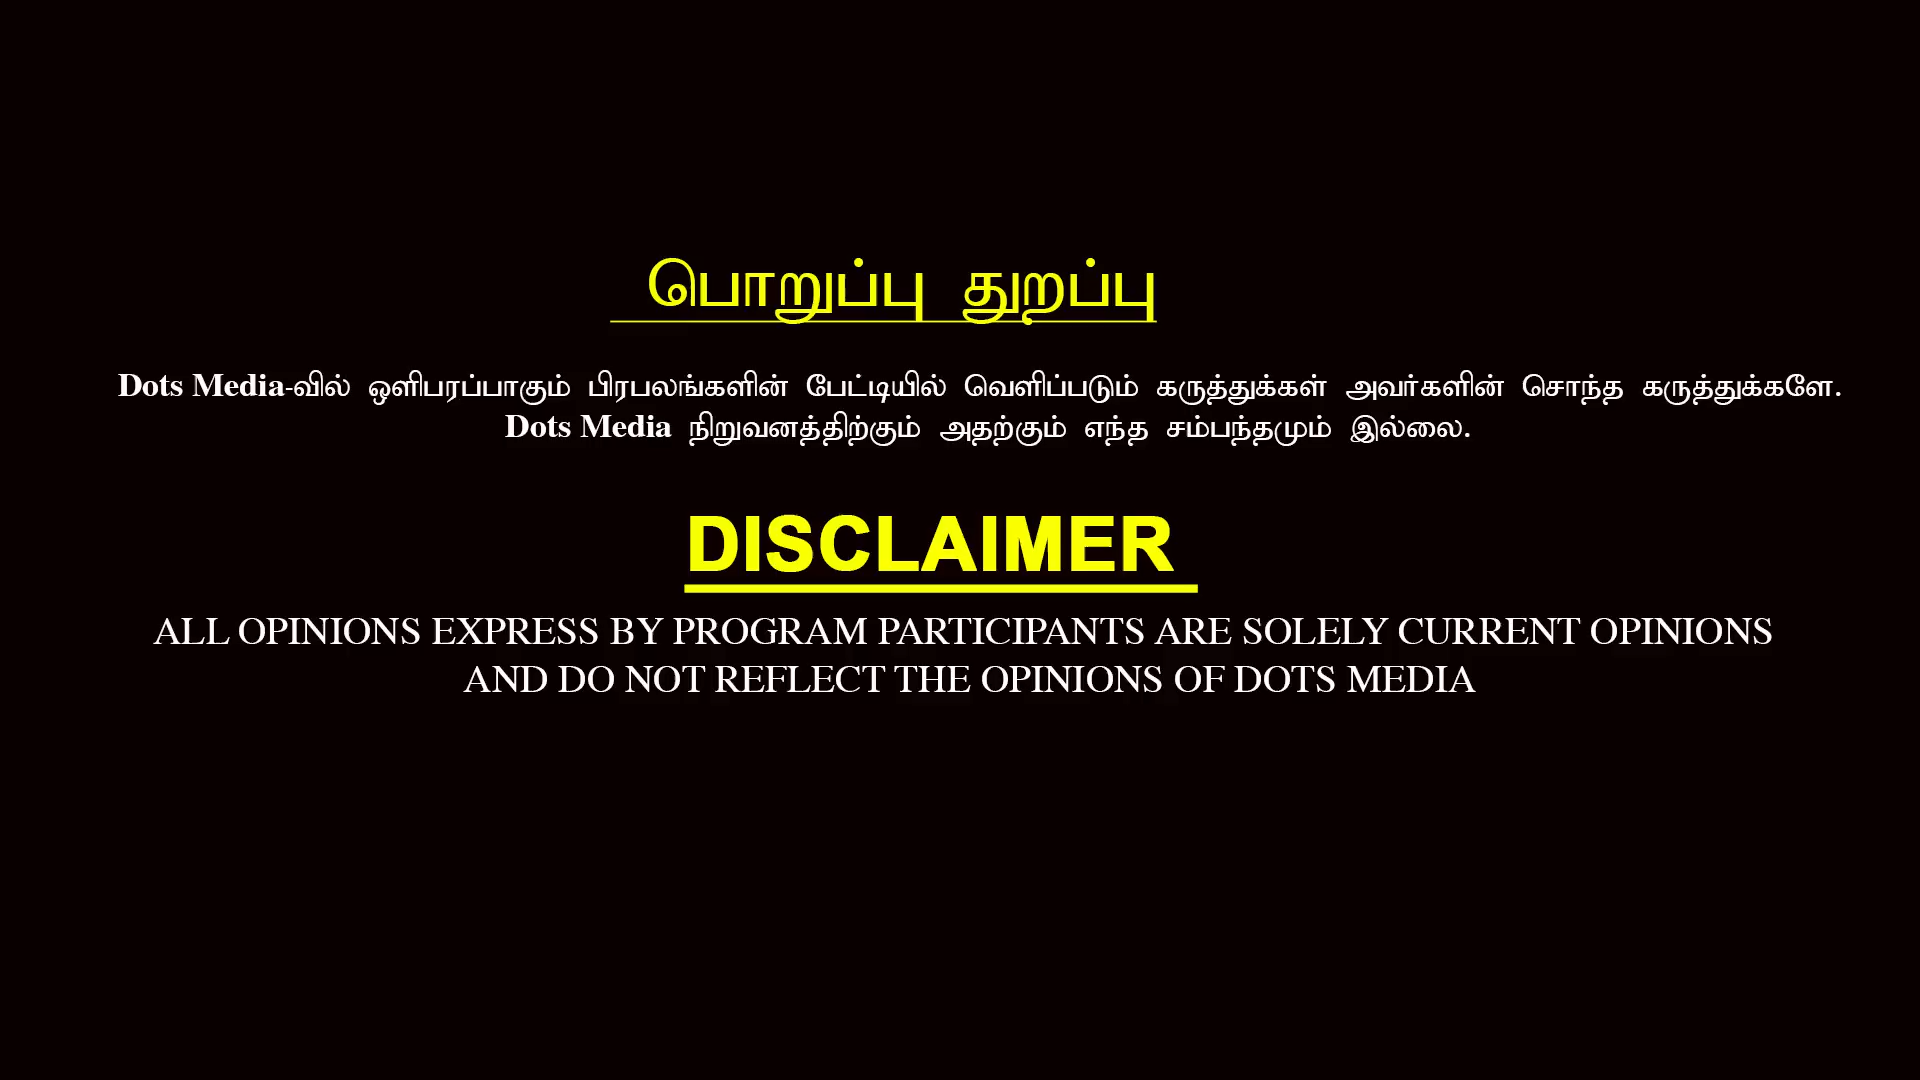 பொறுப்பு துறப்பு
Dots Media-வில் ஒளிபரப்பாகும் பிரபலங்களின் பேட்டியில் வெளிப்படும் கருத்துக்கள் அவர்களின் சொந்த கருத்துக்களே.
Dots Media நிறுவனத்திற்கும் அதற்கும் எந்த சம்பந்தமும் இல்லை.
DISCLAIMER
ALL OPINIONS EXPRESS BY PROGRAM PARTICIPANTS ARE SOLELY CURRENT OPINIONS
AND DO NOT REFLECT THE OPINIONS OF DOTS MEDIA